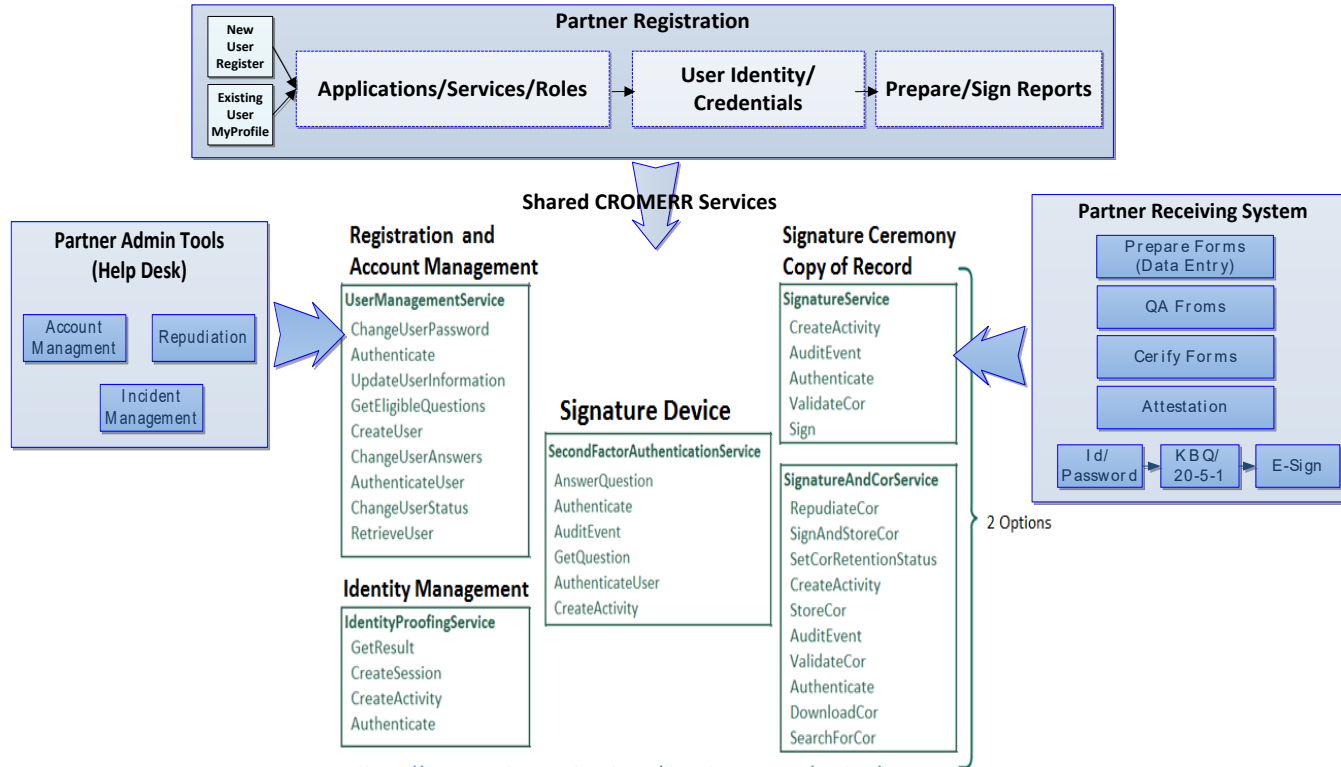 Partner Registration
New
User
Register
Existing
User
MyProfile
Applications/Services/Roles
User Identity/
Credentials
Prepare/Sign Reports
Shared CROMERR Services
Partner Admin Tools
(Help Desk)
Account
Managment
Repudiation
Incident
Management
Registration and
Account Management
UserManagementService
ChangeUserPassword
Authenticate
UpdateUserInformation
GetEligibleQuestions
CreateUser
ChangeUserAnswers
AuthenticateUser
ChangeUserStatus
RetrieveUser
Identity Management
IdentityProofingService
GetResult
CreateSession
CreateActivity
Authenticate
Signature Device
SecondFactorAuthenticationService
AnswerQuestion
Authenticate
AuditEvent
GetQuestion
AuthenticateUser
CreateActivity
Signature Ceremony
Copy of Record
SignatureService
CreateActivity
AuditEvent
Authenticate
ValidateCor
Sign
SignatureAndCorService
RepudiateCor
SignAndStoreCor
SetCorRetentionStatus
CreateActivity
StoreCor
AuditEvent
ValidateCor
Authenticate
DownloadCor
SearchForCor
2 Options
Partner Receiving System
Prepare Forms
(Data Entry)
QA Froms
Cerify Forms
Attestation
Id/
Password
KBQ/
20-5-1
E-Sign